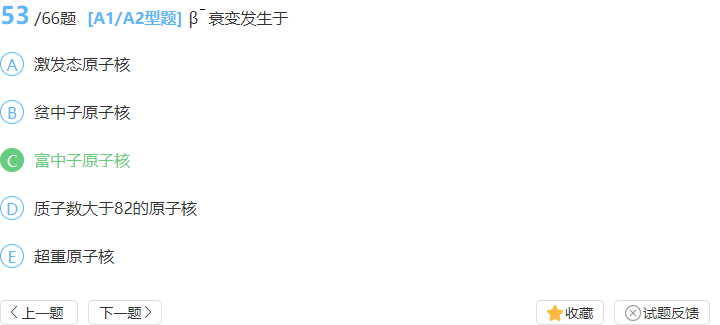 53 /66题 [A1/A2型题] β⁻ 衰变发生于
A 激发态原子核
B 贫中子原子核
C 富中子原子核
D 质子数大于82的原子核
E 超重原子核
上一题 下一题 收藏 试题反馈